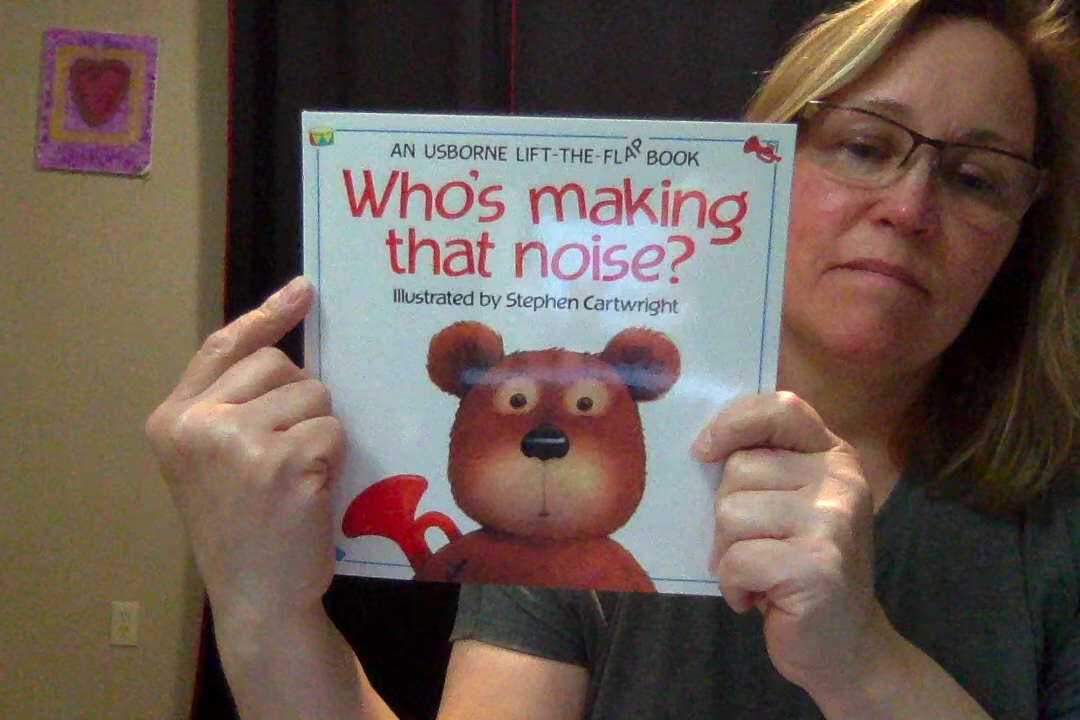 AN USBORNE LIFT-THE-FLAP BOOK
Who's making
that noise?
Illustrated by Stephen Cartwright